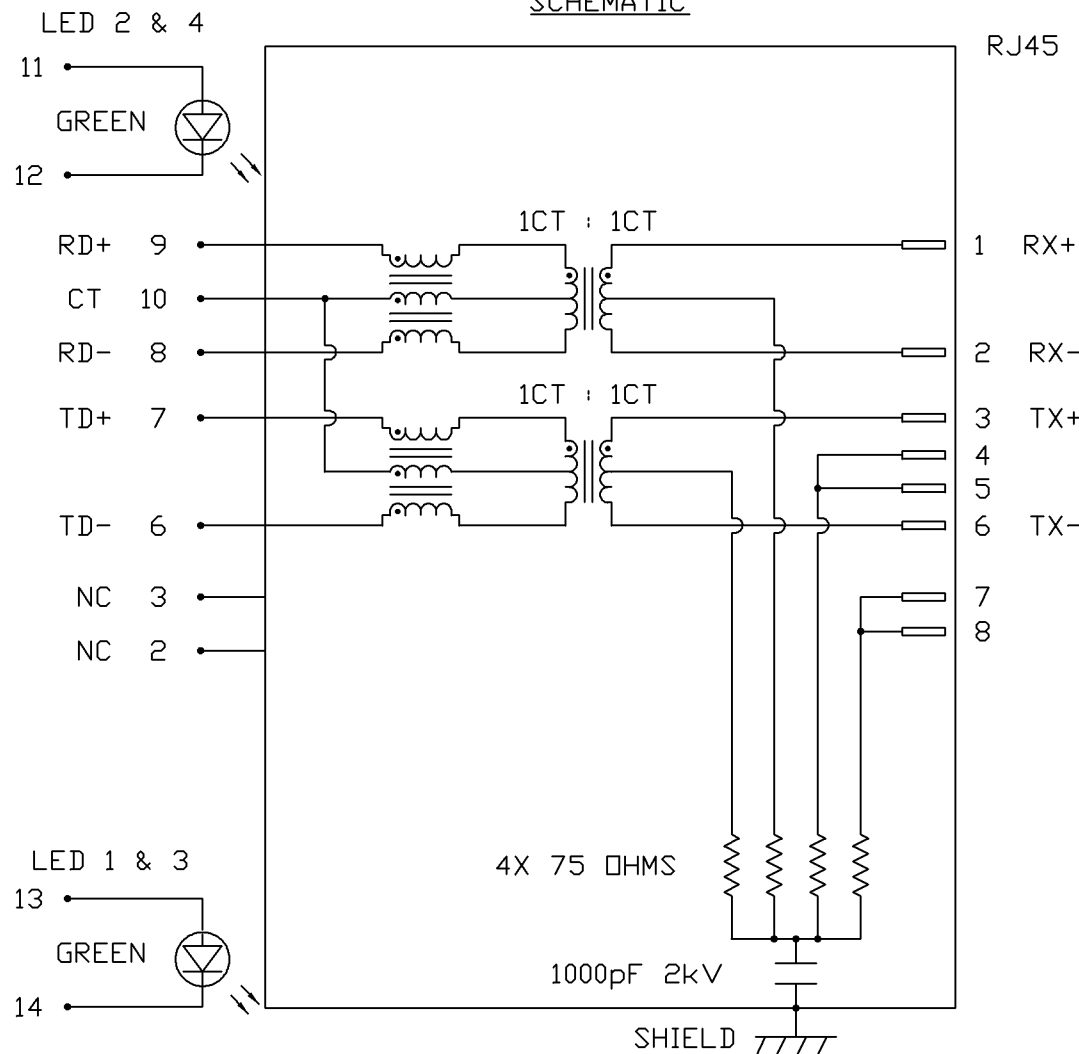 SCHEMATIC
LED 2 & 4
RJ45
11
GREEN
12
1CT : 1CT
RD+ 9
1 RX+
CT 10
RD- 8
2 RX-
1CT : 1CT
TD+ 7
3 TX+
4
5
TD- 6
6 TX-
NC 3
7
8
NC 2
LED 1 & 3
4X 75 OHMS
13
GREEN
1000pF 2kV
14
SHIELD